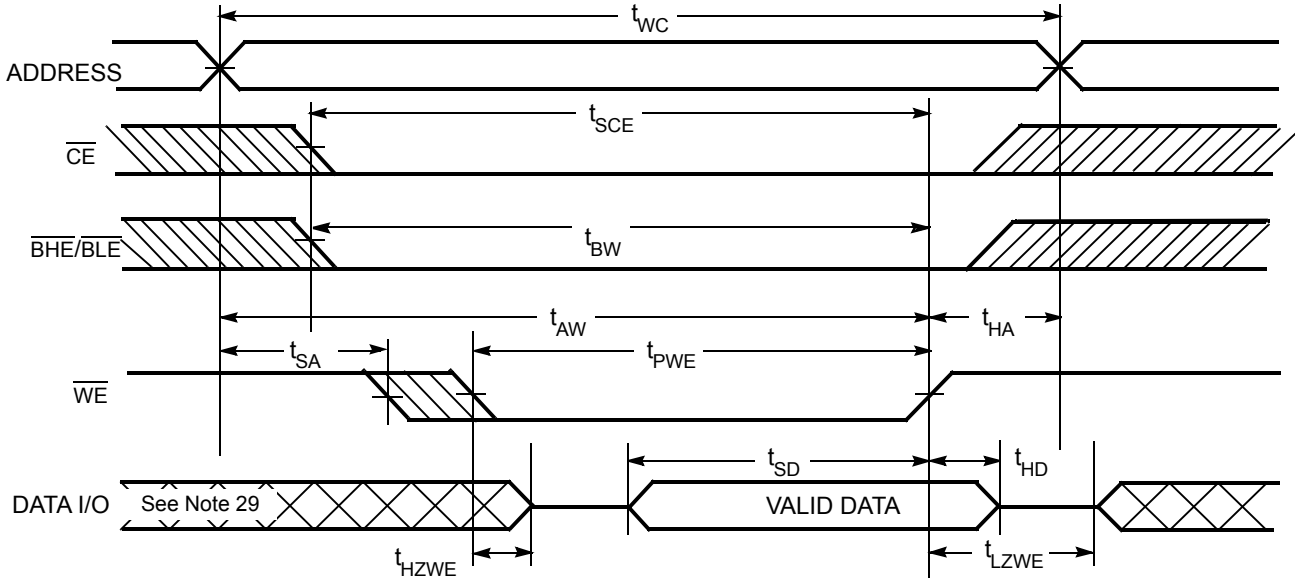 tWC
ADDRESS
tSCE
CE
BHE/BLE
tBW
tAW
tHA
tSA
tPWE
WE
tSD
tHD
DATA I/O
See Note 29
VALID DATA
tHZWE
tLZWE